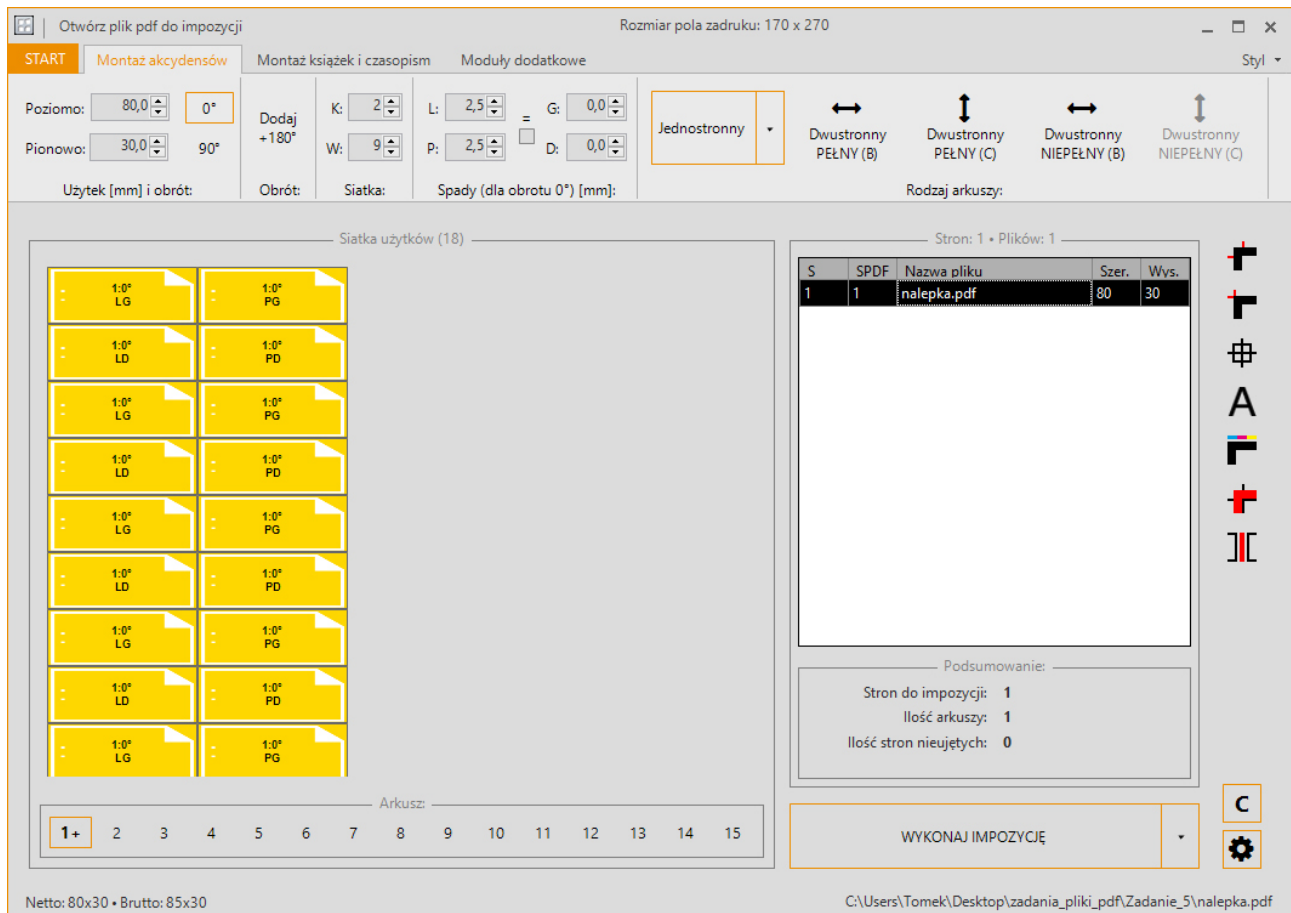 Otwórz plik pdf do impozycji
Rozmiar pola zadruku: 170 x 270
START
Montaż akcydensów
Montaż książek i czasopism
Moduły dodatkowe
Styl
Poziomo: 80,0 0°
Pionowo: 30,0 90°
Użytek [mm] i obrót:
Dodaj
+180°
Obrót:
K: 2
W: 9
Siatka:
L: 2,5 = G: 0,0
P: 2,5 D: 0,0
Spady (dla obrotu 0°) [mm]:
Jednostronny
Dwustronny
PEŁNY (B)
Dwustronny
PEŁNY (C)
Dwustronny
NIEPEŁNY (B)
Dwustronny
NIEPEŁNY (C)
Rodzaj arkuszy:
Siatka użytków (18)
1:0° 1:0°
LG PG
1:0° 1:0°
LD PD
1:0° 1:0°
LG PG
1:0° 1:0°
LD PD
1:0° 1:0°
LG PG
1:0° 1:0°
LD PD
1:0° 1:0°
LG PG
1:0° 1:0°
LD PD
1:0° 1:0°
LG PG
Arkusz:
1+ 2 3 4 5 6 7 8 9 10 11 12 13 14 15
Stron: 1 • Plików: 1
S SPDF Nazwa pliku Szer. Wys.
1 1 nalepka.pdf 80 30
Podsumowanie:
Stron do impozycji: 1
Ilość arkuszy: 1
Ilość stron nieujętych: 0
WYKONAJ IMPOZYCJĘ
A
C
Netto: 80x30 • Brutto: 85x30
C:\Users\Tomek\Desktop\zadania_pliki_pdf\Zadanie_5\nalepka.pdf